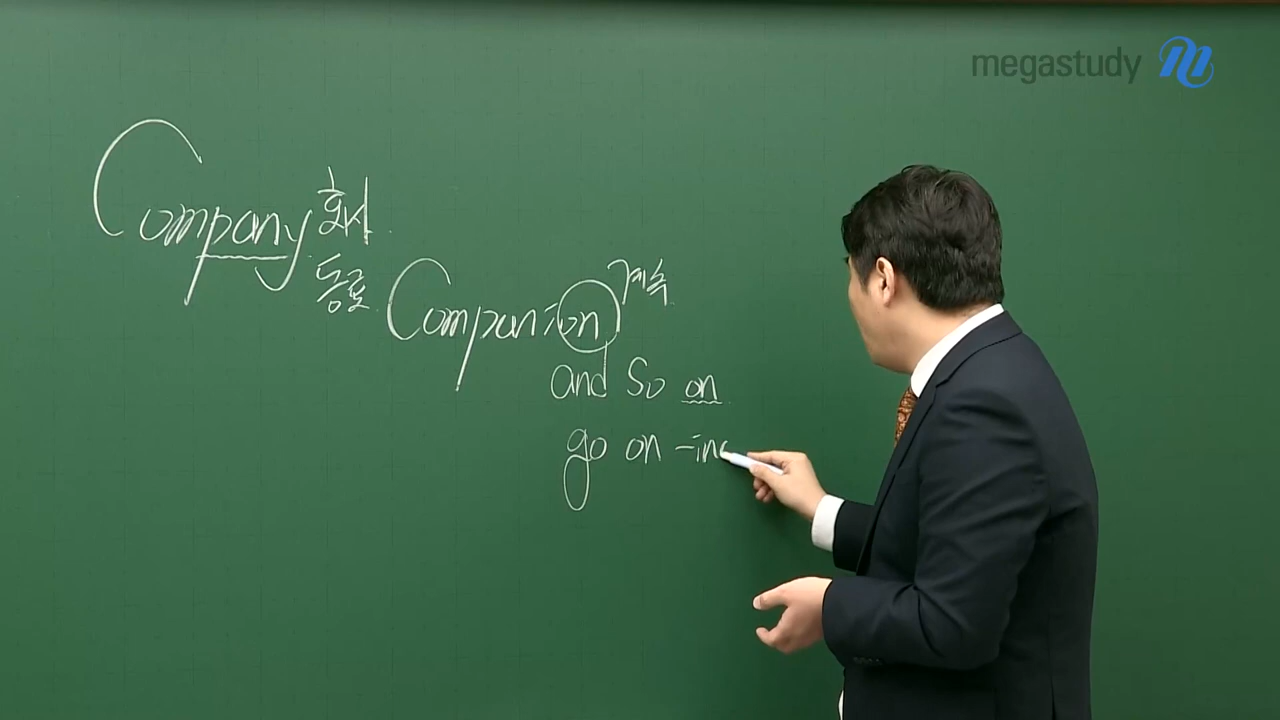 megastudy
Company 회사
동료
Companion 계속
and so on
go on -ing